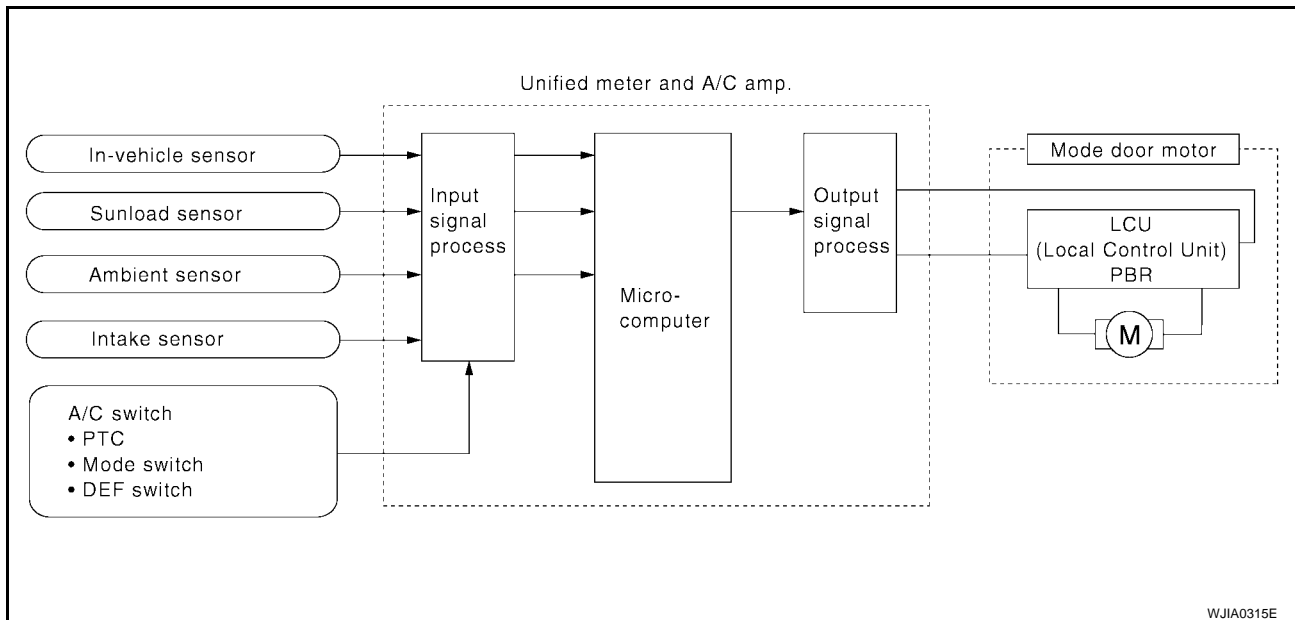 Unified meter and A/C amp.
In-vehicle sensor
Sunload sensor
Ambient sensor
Intake sensor
A/C switch
• PTC
• Mode switch
• DEF switch
Input
signal
process
Micro-
computer
Output
signal
process
Mode door motor
LCU
(Local Control Unit)
PBR
M
WJIA0315E